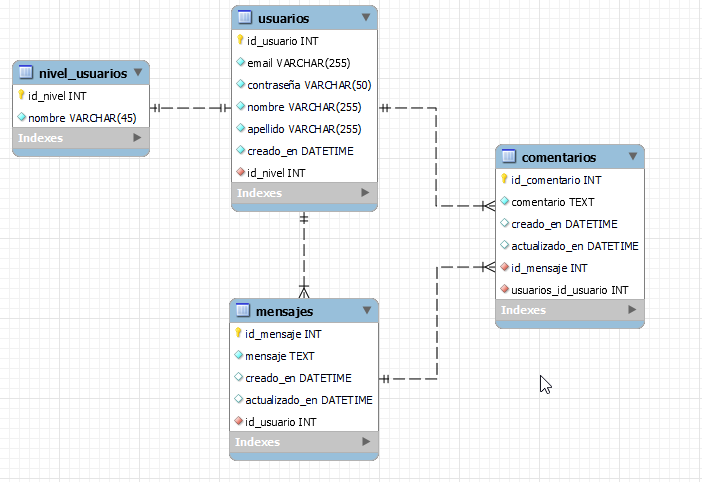 nivel_usuarios
id_nivel INT
nombre VARCHAR(45)
Indexes
usuarios
id_usuario INT
email VARCHAR(255)
contraseña VARCHAR(50)
nombre VARCHAR(255)
apellido VARCHAR(255)
creado_en DATETIME
id_nivel INT
Indexes
comentarios
id_comentario INT
comentario TEXT
creado_en DATETIME
actualizado_en DATETIME
id_mensaje INT
usuarios_id_usuario INT
Indexes
mensajes
id_mensaje INT
mensaje TEXT
creado_en DATETIME
actualizado_en DATETIME
id_usuario INT
Indexes